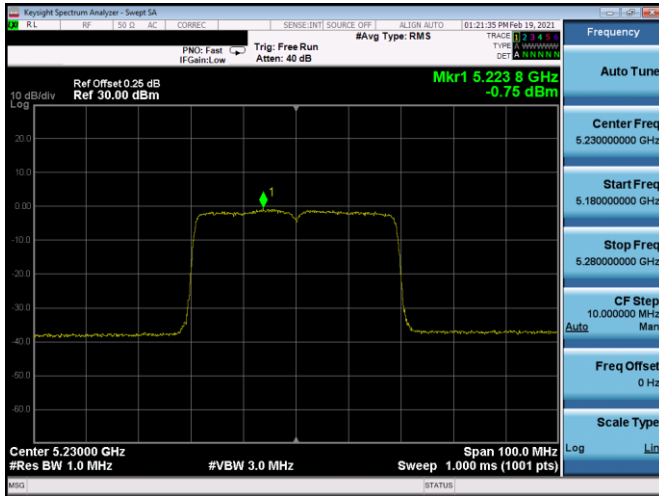 Keysight Spectrum Analyzer - Swept SA
RL RF 50 Ω AC CORREC SENSE:INT SOURCE OFF ALIGN AUTO 01:21:35 PM Feb 19, 2021
#Avg Type: RMS TRACE 1 2 3 4 5 6
PNO: Fast Trig: Free Run TYPE A WWWWW
IFGain:Low Atten: 40 dB DET A N N N N N
Mkr1 5.223 8 GHz
Ref Offset 0.25 dB
10 dB/div Ref 30.00 dBm -0.75 dBm
Log
20.0
10.0
1
0.00
-10.0
-20.0
-30.0
-40.0
-50.0
-60.0
Center 5.23000 GHz Span 100.0 MHz
#Res BW 1.0 MHz #VBW 3.0 MHz Sweep 1.000 ms (1001 pts)
MSG STATUS
Frequency
Auto Tune
Center Freq
5.230000000 GHz
Start Freq
5.180000000 GHz
Stop Freq
5.280000000 GHz
CF Step
10.000000 MHz
Auto Man
Freq Offset
0 Hz
Scale Type
Log Lin